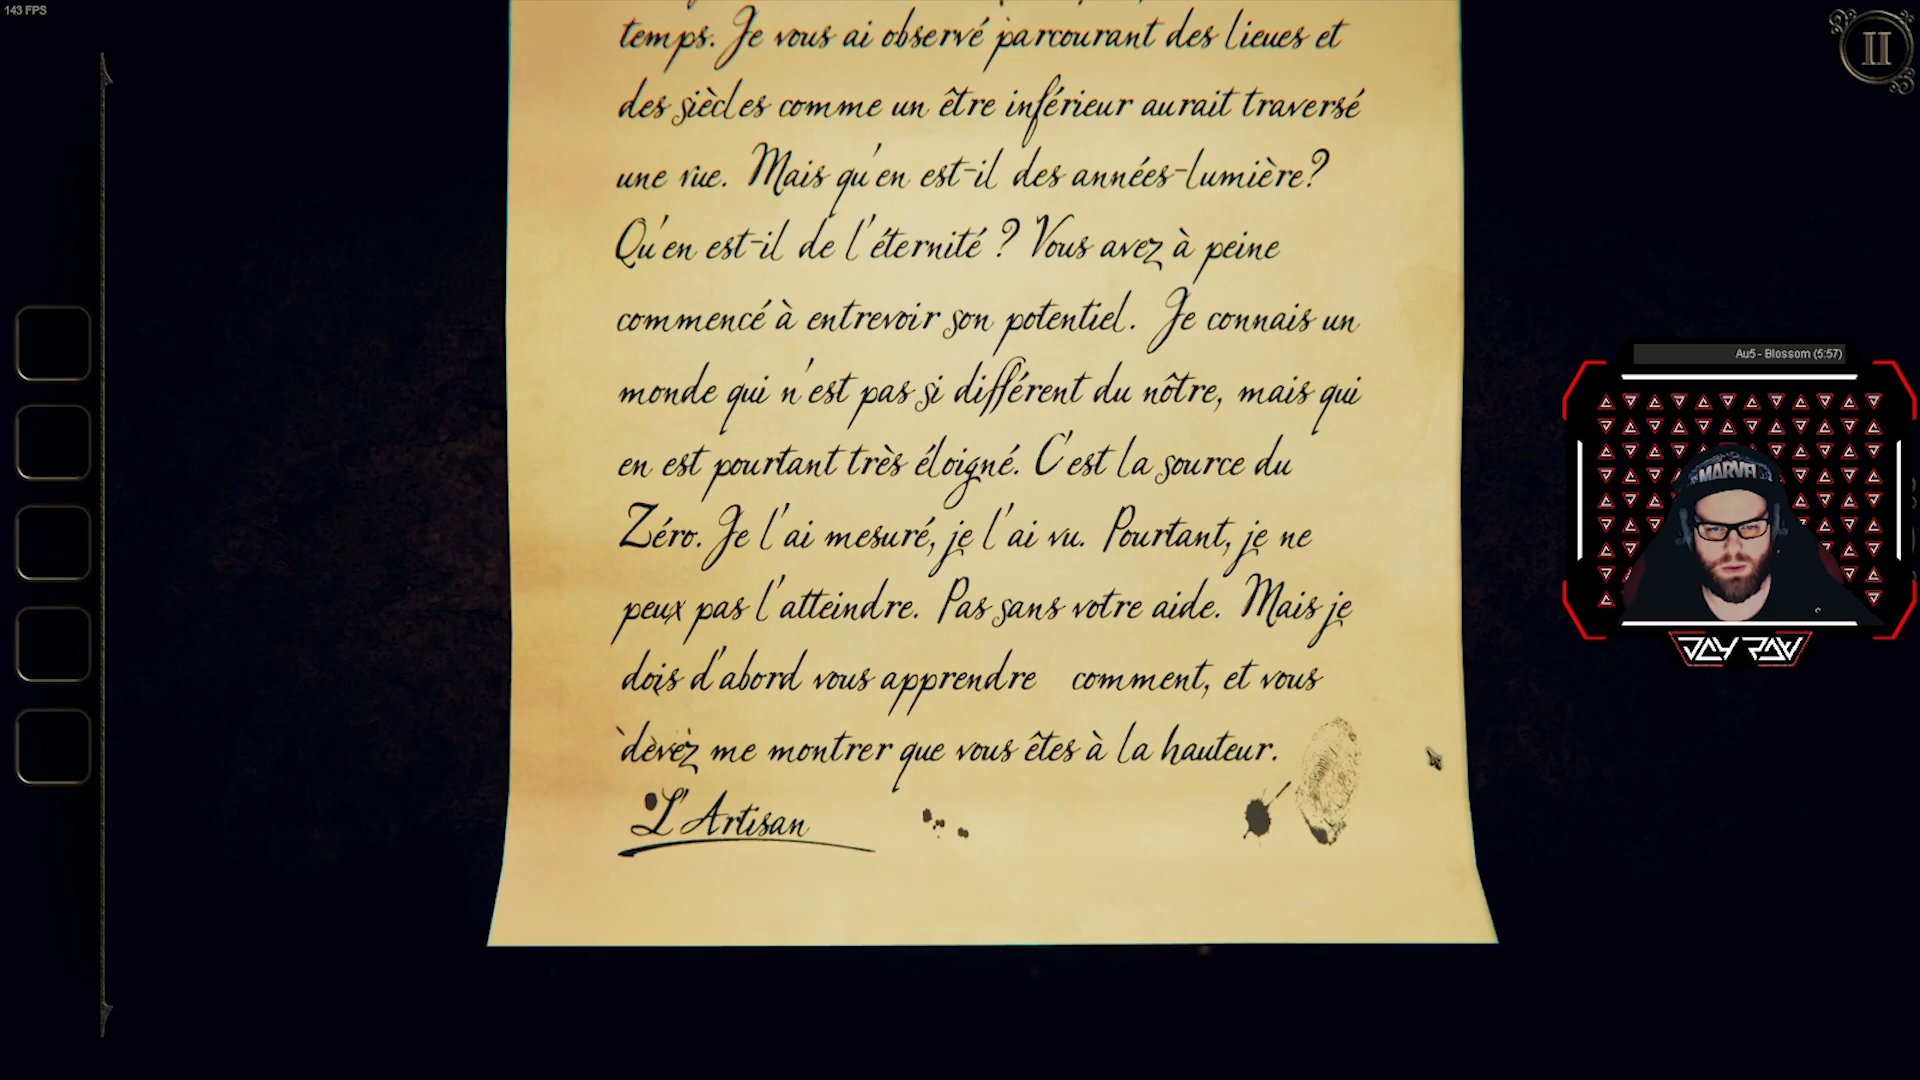 143 FPS
temps. Je vous ai observé parcourant des lieues et
des siècles comme un être inférieur aurait traversé
une rue. Mais qu'en est-il des années-lumière?
Qu'en est-il de l'éternité ? Vous avez à peine
commencé à entrevoir son potentiel. Je connais un
monde qui n'est pas si différent du nôtre, mais qui
en est pourtant très éloigné. C'est la source du
Zéro. Je l'ai mesuré, je l'ai vu. Pourtant, je ne
peux pas l'atteindre. Pas sans votre aide. Mais je
dois d'abord vous apprendre comment, et vous
devez me montrer que vous êtes à la hauteur.
L'Artisan
II
Au5 - Blossom (5:57)
MARVEL
JAY RAW